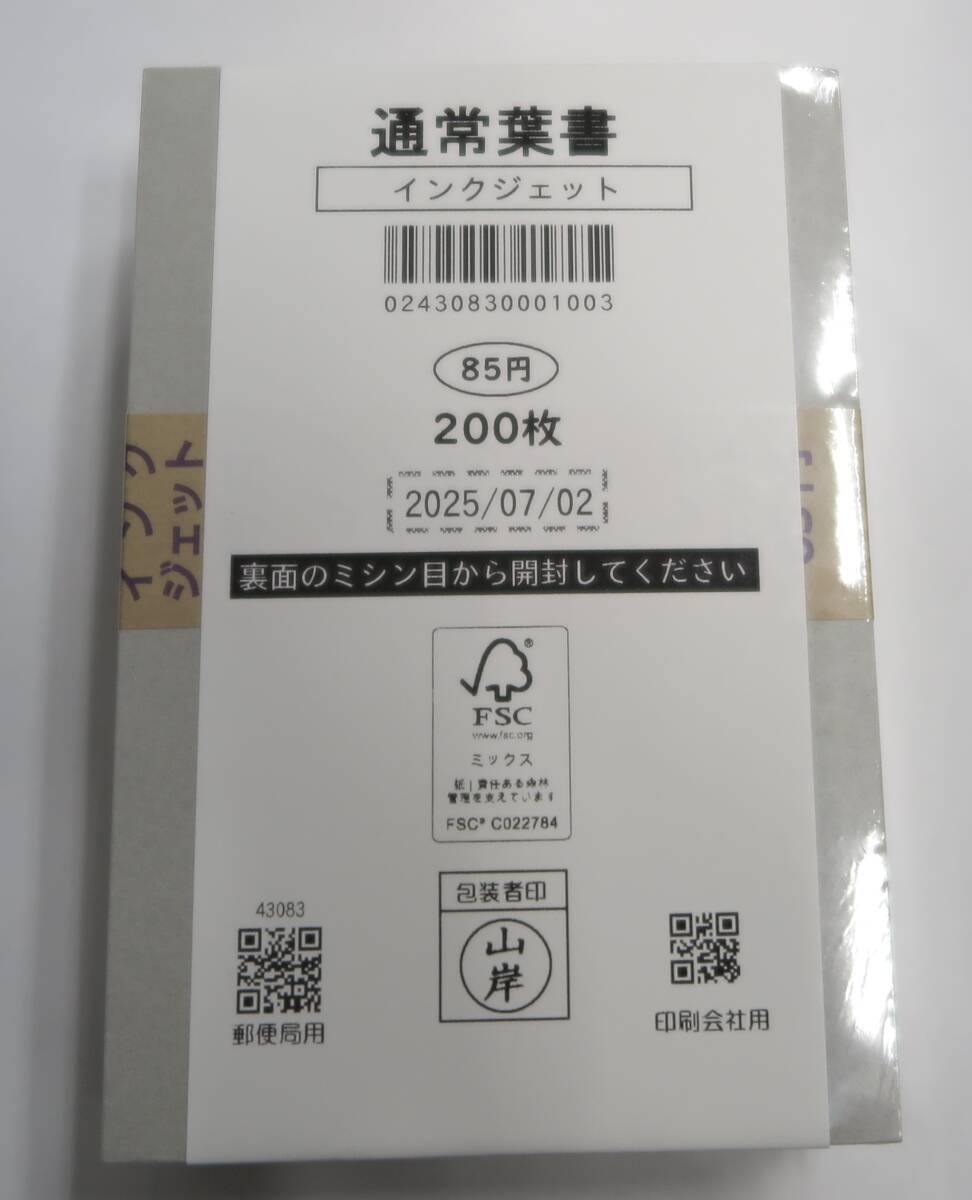 通常葉書
インクジェット
02430830001003
85円
200枚
2025/07/02
裏面のミシン目から開封してください
インク
ジェット
FSC®
www.fsc.org
ミックス
紙｜責任ある森林
管理を支えています
FSC® C022784
包装者印
山岸
43083
郵便局用
印刷会社用